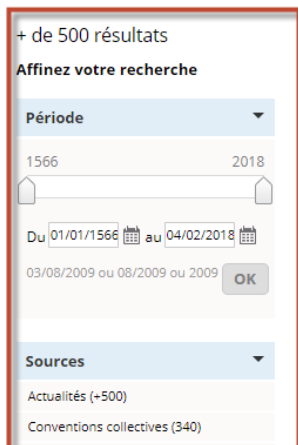 + de 500 résultats
Affinez votre recherche
Période
1566 2018
Du 01/01/1566 au 04/02/2018
03/08/2009 ou 08/2009 ou 2009 OK
Sources
Actualités (+500)
Conventions collectives (340)